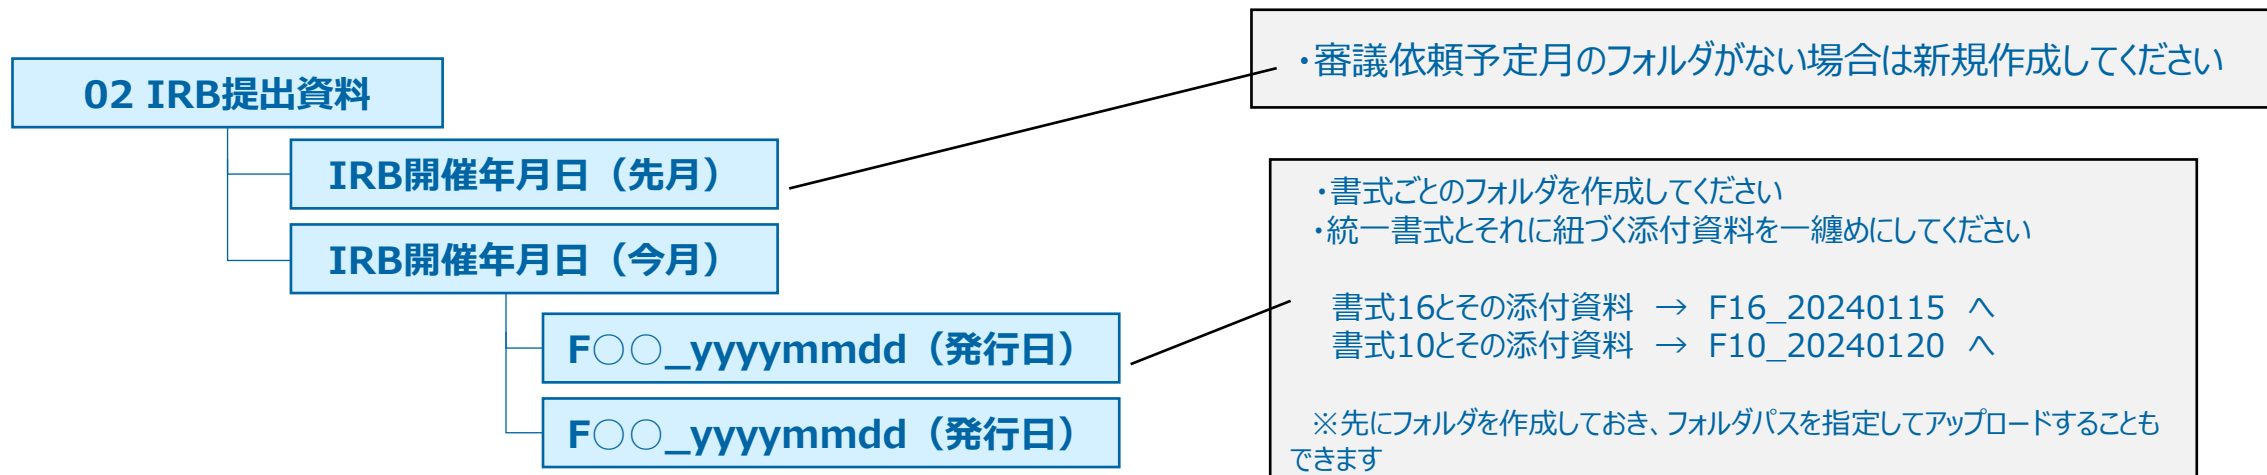 02 IRB提出資料
IRB開催年月日（先月）
IRB開催年月日（今月）
F○○_yyyymmdd（発行日）
F○○_yyyymmdd（発行日）
・審議依頼予定月のフォルダがない場合は新規作成してください
・書式ごとのフォルダを作成してください
・統一書式とそれに紐づく添付資料を一纏めにしてください
書式16とその添付資料 → F16_20240115 へ
書式10とその添付資料 → F10_20240120 へ
※先にフォルダを作成しておき、フォルダパスを指定してアップロードすることも
できます